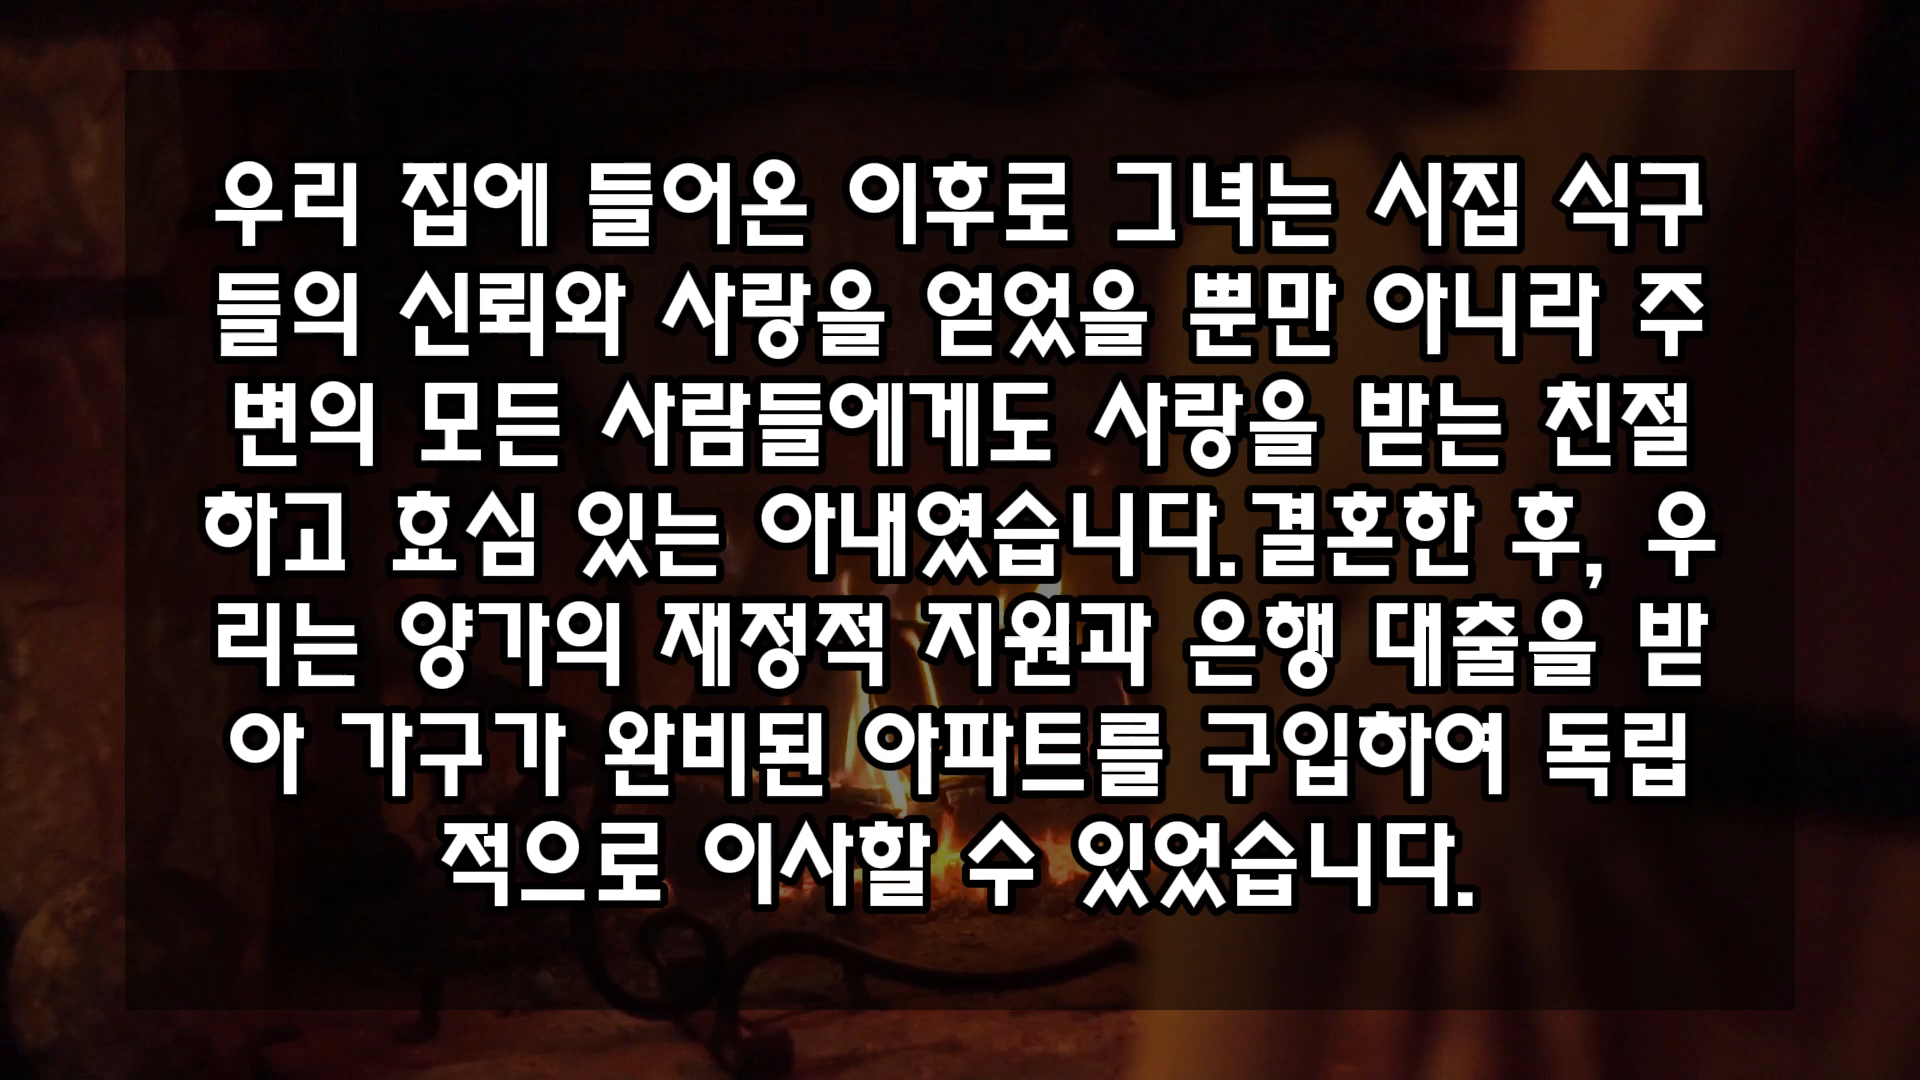 우리 집에 들어온 이후로 그녀는 시집 식구
들의 신뢰와 사랑을 얻었을 뿐만 아니라 주
변의 모든 사람들에게도 사랑을 받는 친절
하고 효심 있는 아내였습니다.결혼한 후, 우
리는 양가의 재정적 지원과 은행 대출을 받
아 가구가 완비된 아파트를 구입하여 독립
적으로 이사할 수 있었습니다.